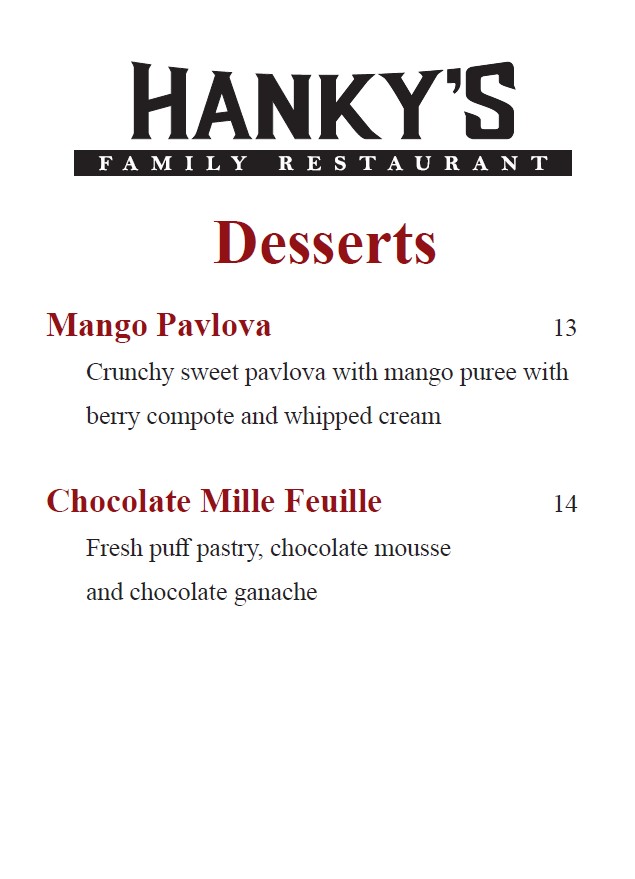 HANKY'S
FAMILY RESTAURANT
Desserts
Mango Pavlova 13
Crunchy sweet pavlova with mango puree with
berry compote and whipped cream
Chocolate Mille Feuille 14
Fresh puff pastry, chocolate mousse
and chocolate ganache